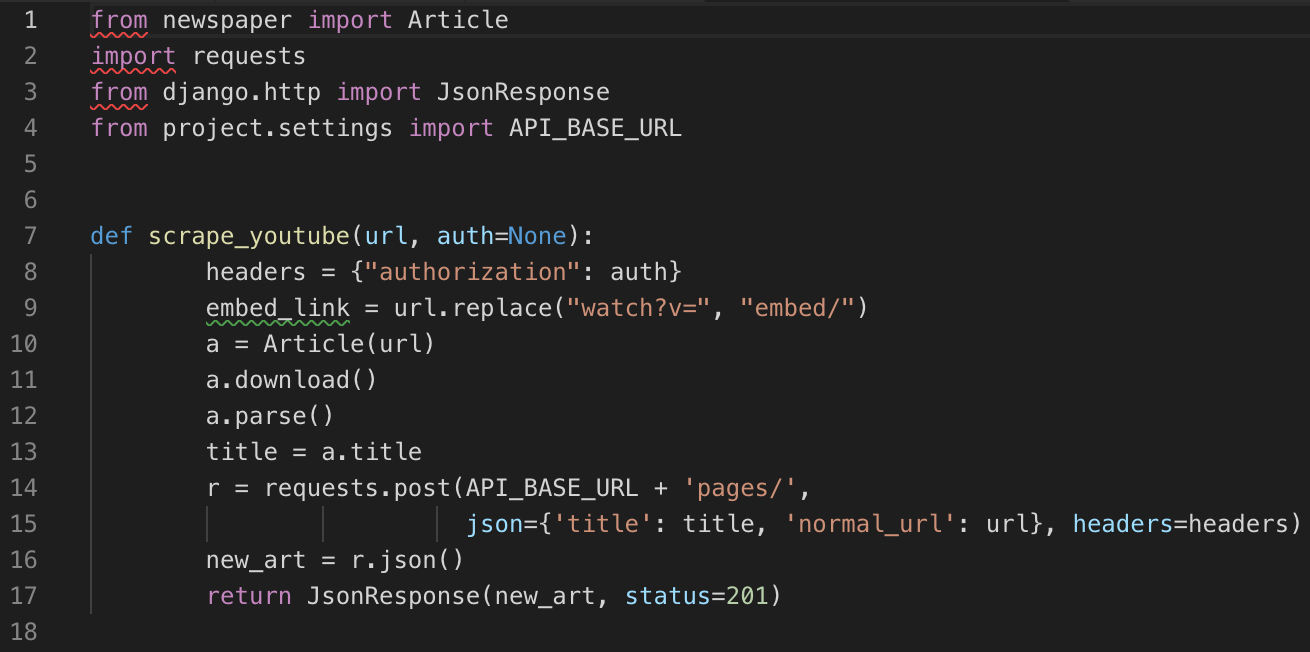 1 from newspaper import Article
2 import requests
3 from django.http import JsonResponse
4 from project.settings import API_BASE_URL
5
6
7 def scrape_youtube(url, auth=None):
8         headers = {"authorization": auth}
9         embed_link = url.replace("watch?v=", "embed/")
10         a = Article(url)
11         a.download()
12         a.parse()
13         title = a.title
14         r = requests.post(API_BASE_URL + 'pages/',
15                           json={'title': title, 'normal_url': url}, headers=headers)
16         new_art = r.json()
17         return JsonResponse(new_art, status=201)
18